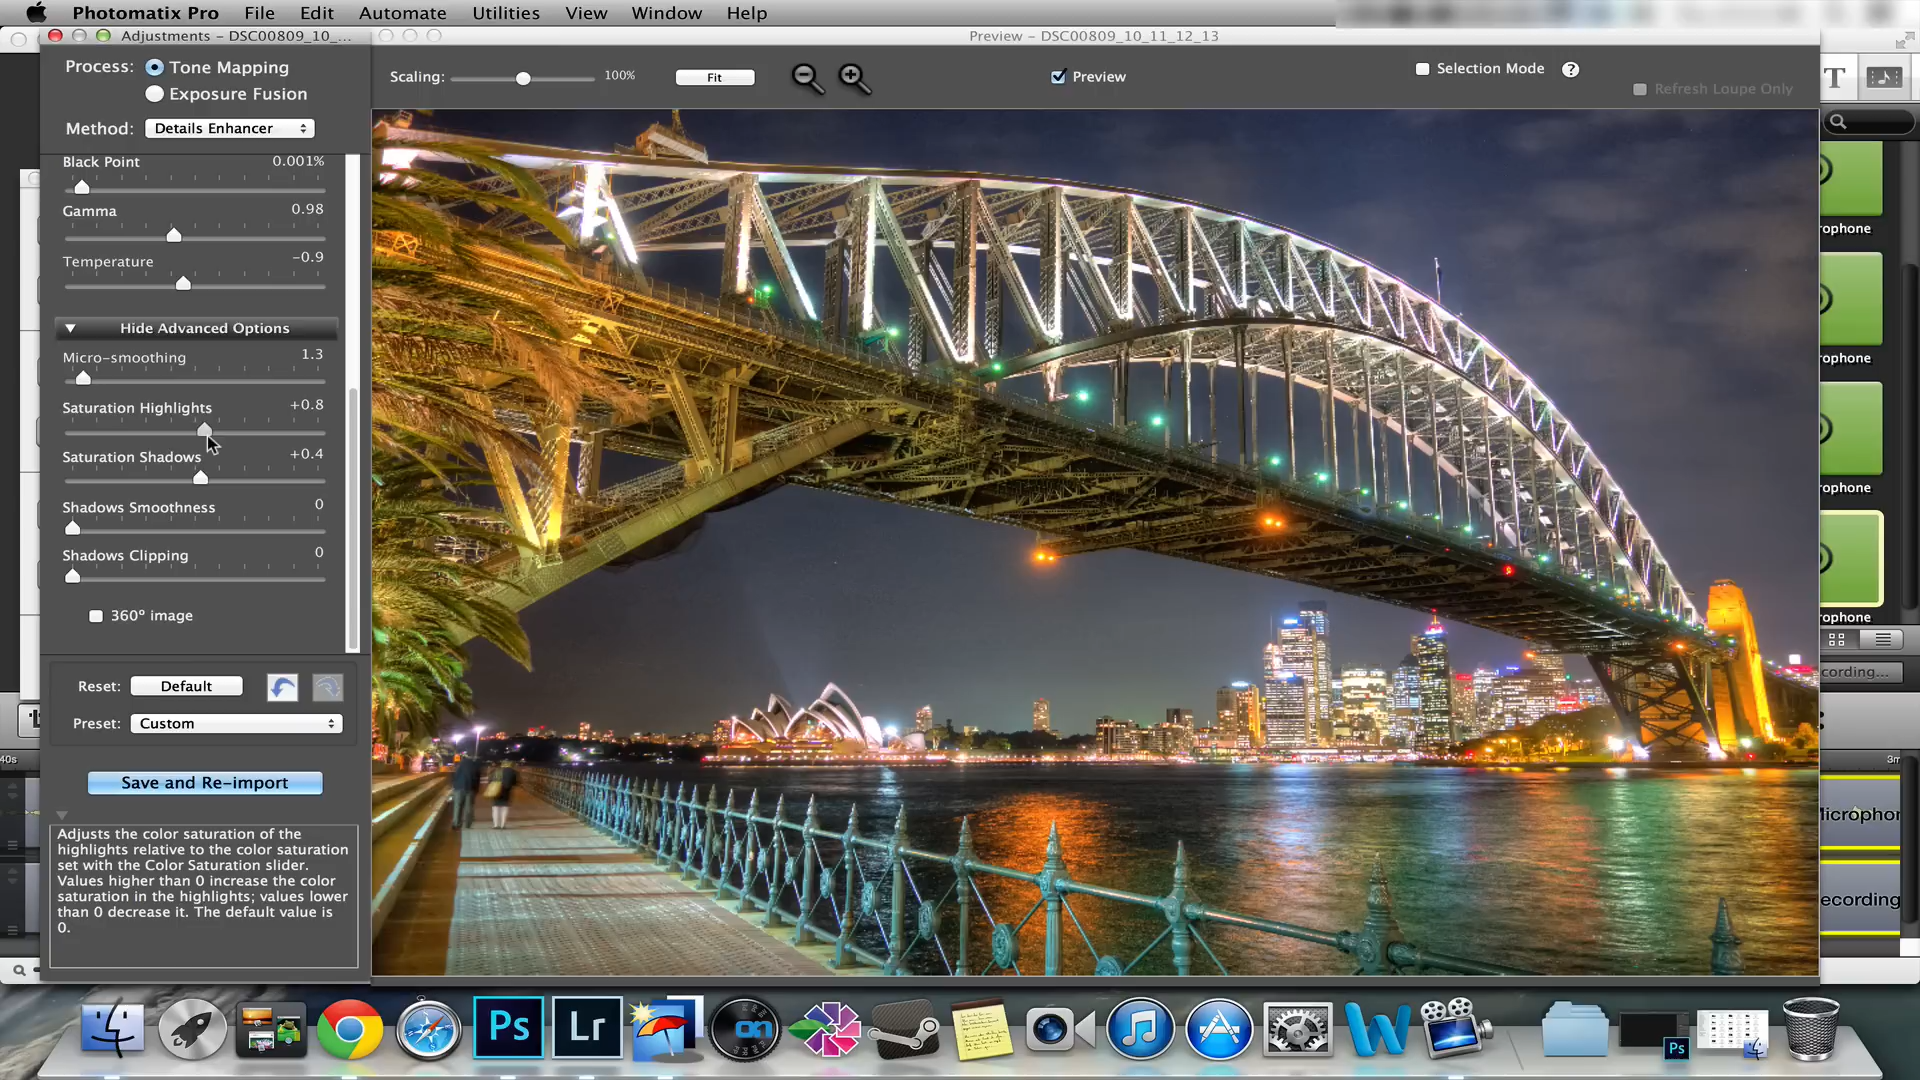 Photomatix Pro File Edit Automate Utilities View Window Help
Adjustments – DSC00809_10_...
Preview – DSC00809_10_11_12_13
Process: Tone Mapping
Exposure Fusion
Method: Details Enhancer
Scaling: 100% Fit
Preview
Selection Mode ?
Refresh Loupe Only
T
Black Point 0.001%
Gamma 0.98
Temperature −0.9
Hide Advanced Options
Micro-smoothing 1.3
Saturation Highlights +0.8
Saturation Shadows +0.4
Shadows Smoothness 0
Shadows Clipping 0
360° image
Reset: Default
Preset: Custom
Save and Re-import
Adjusts the color saturation of the
highlights relative to the color saturation
set with the Color Saturation slider.
Values higher than 0 increase the color
saturation in the highlights; values lower
than 0 decrease it. The default value is
0.
rophone
rophone
rophone
rophone
ecording...
40s
3m
Microphor
ecording
Ps
Lr
on
W
Ps